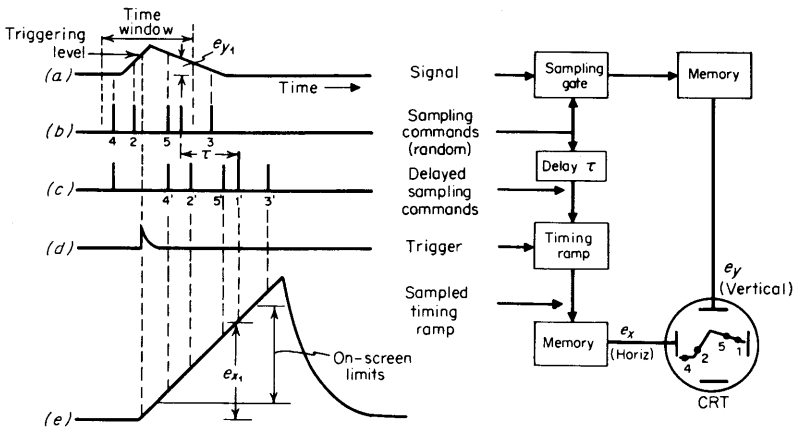 Time
window
Triggering
level
e_y₁
(a)
Time
(b)
4 2 5 3
τ
(c)
4' 2' 5' 1' 3'
(d)
e_x₁
On-screen
limits
(e)
Signal
Sampling
commands
(random)
Delayed
sampling
commands
Trigger
Sampled
timing
ramp
Sampling
gate
Memory
Delay τ
Timing
ramp
Memory
e_y
(Vertical)
e_x
(Horiz)
4 2 5 1
CRT